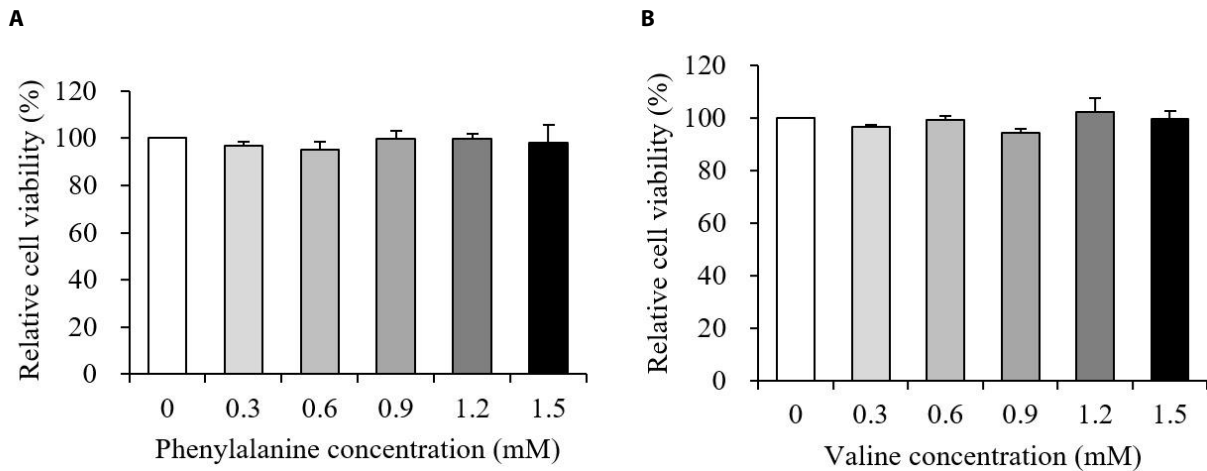 A
Relative cell viability (%)
120
100
80
60
40
20
0
0 0.3 0.6 0.9 1.2 1.5
Phenylalanine concentration (mM)
B
Relative cell viability (%)
120
100
80
60
40
20
0
0 0.3 0.6 0.9 1.2 1.5
Valine concentration (mM)